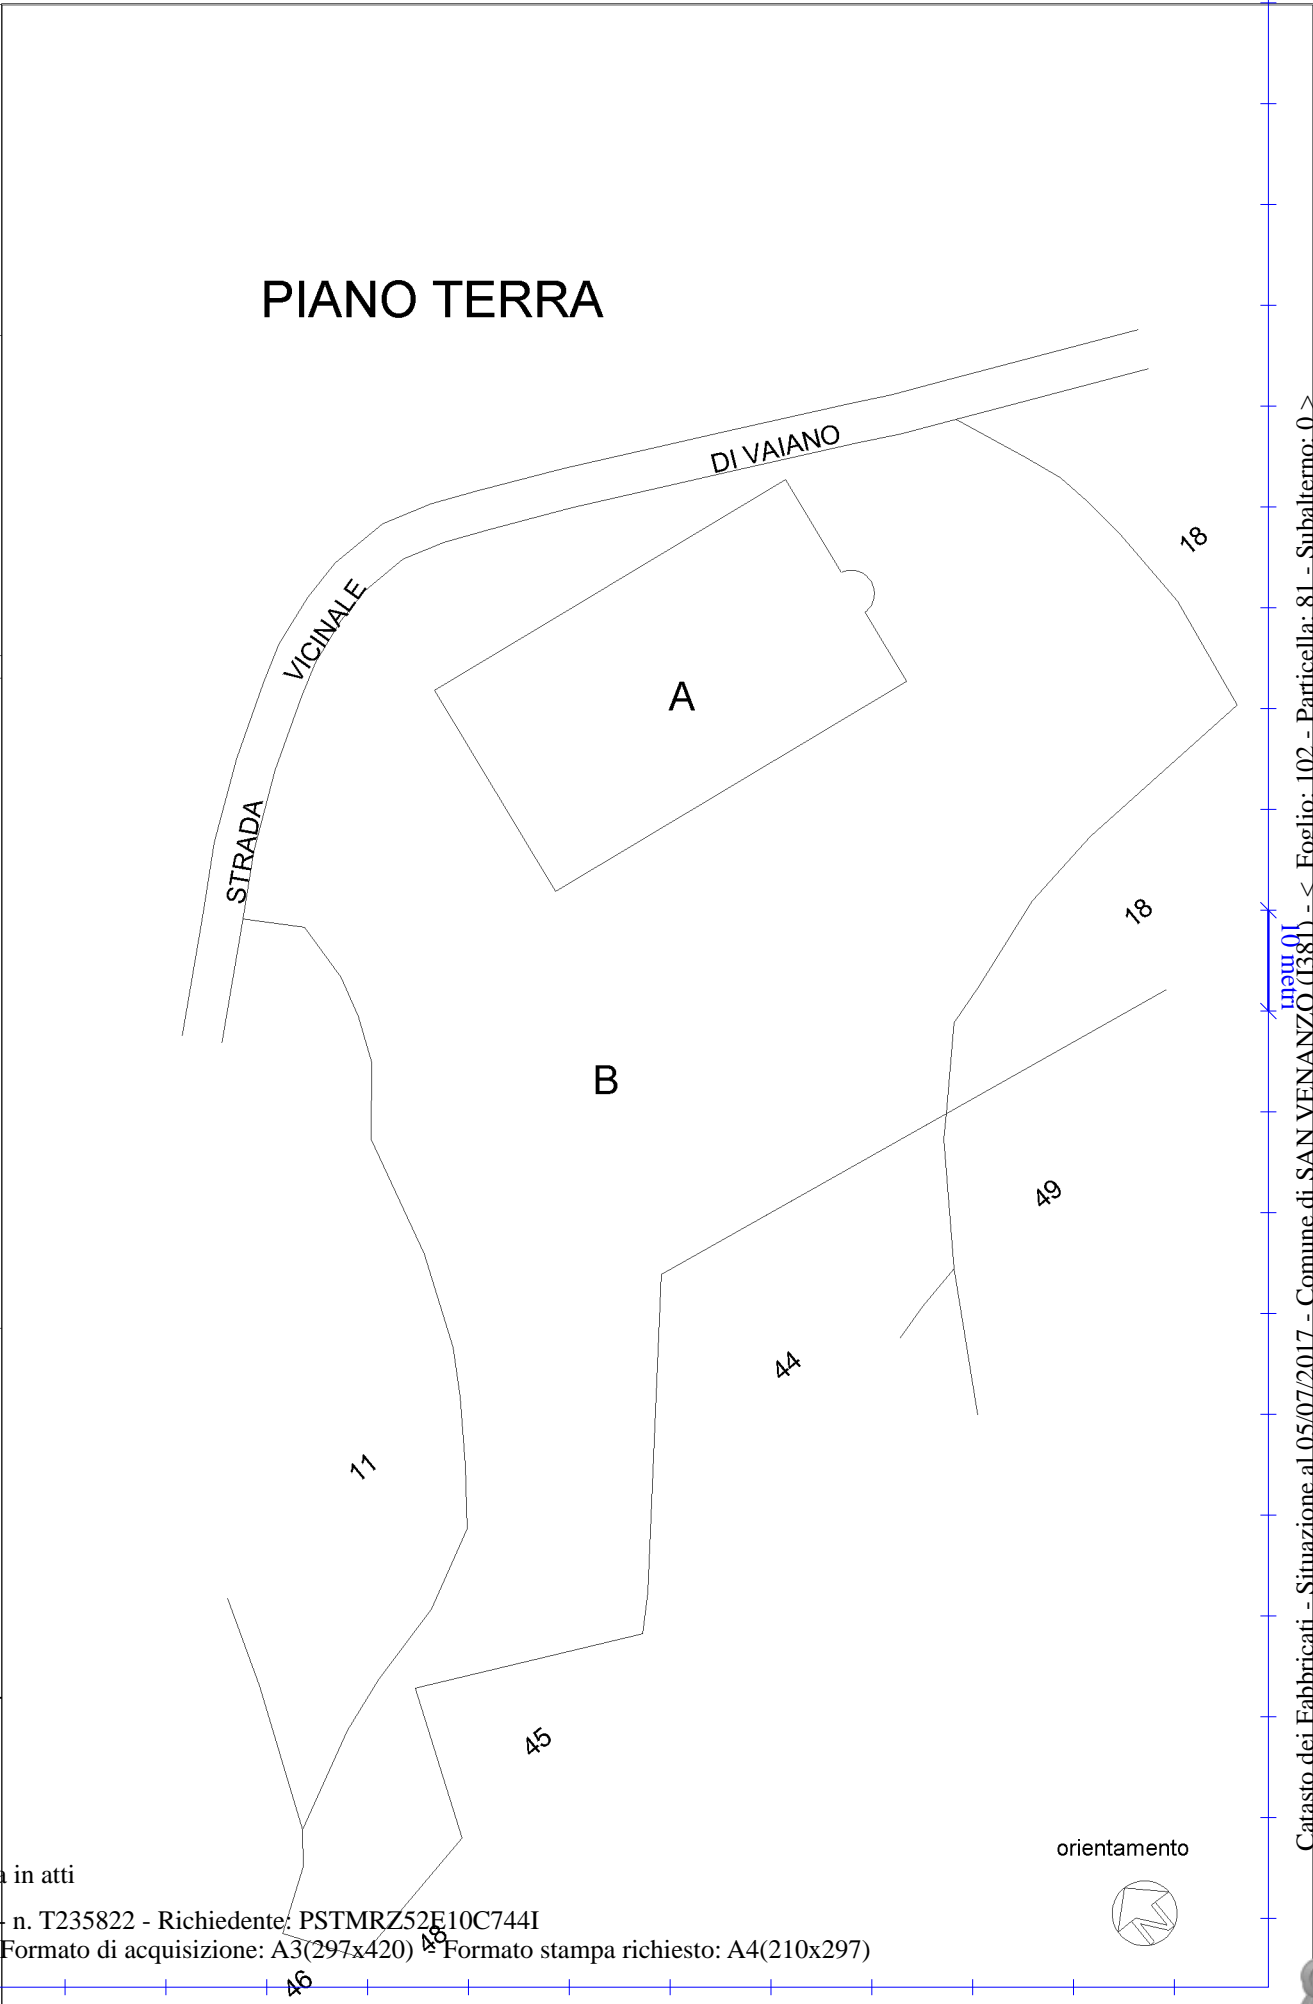 PIANO TERRA
DI VAIANO
VICINALE
STRADA
18
A
18
B
49
44
11
45
orientamento
a in atti
- n. T235822 - Richiedente: PSTMRZ52E10C744I
48
Formato di acquisizione: A3(297x420) - Formato stampa richiesto: A4(210x297)
46
10 metri
Catasto dei Fabbricati - Situazione al 05/07/2017 - Comune di SAN VENANZO (I381) - < Foglio: 102 - Particella: 81 - Subalterno: 0 >